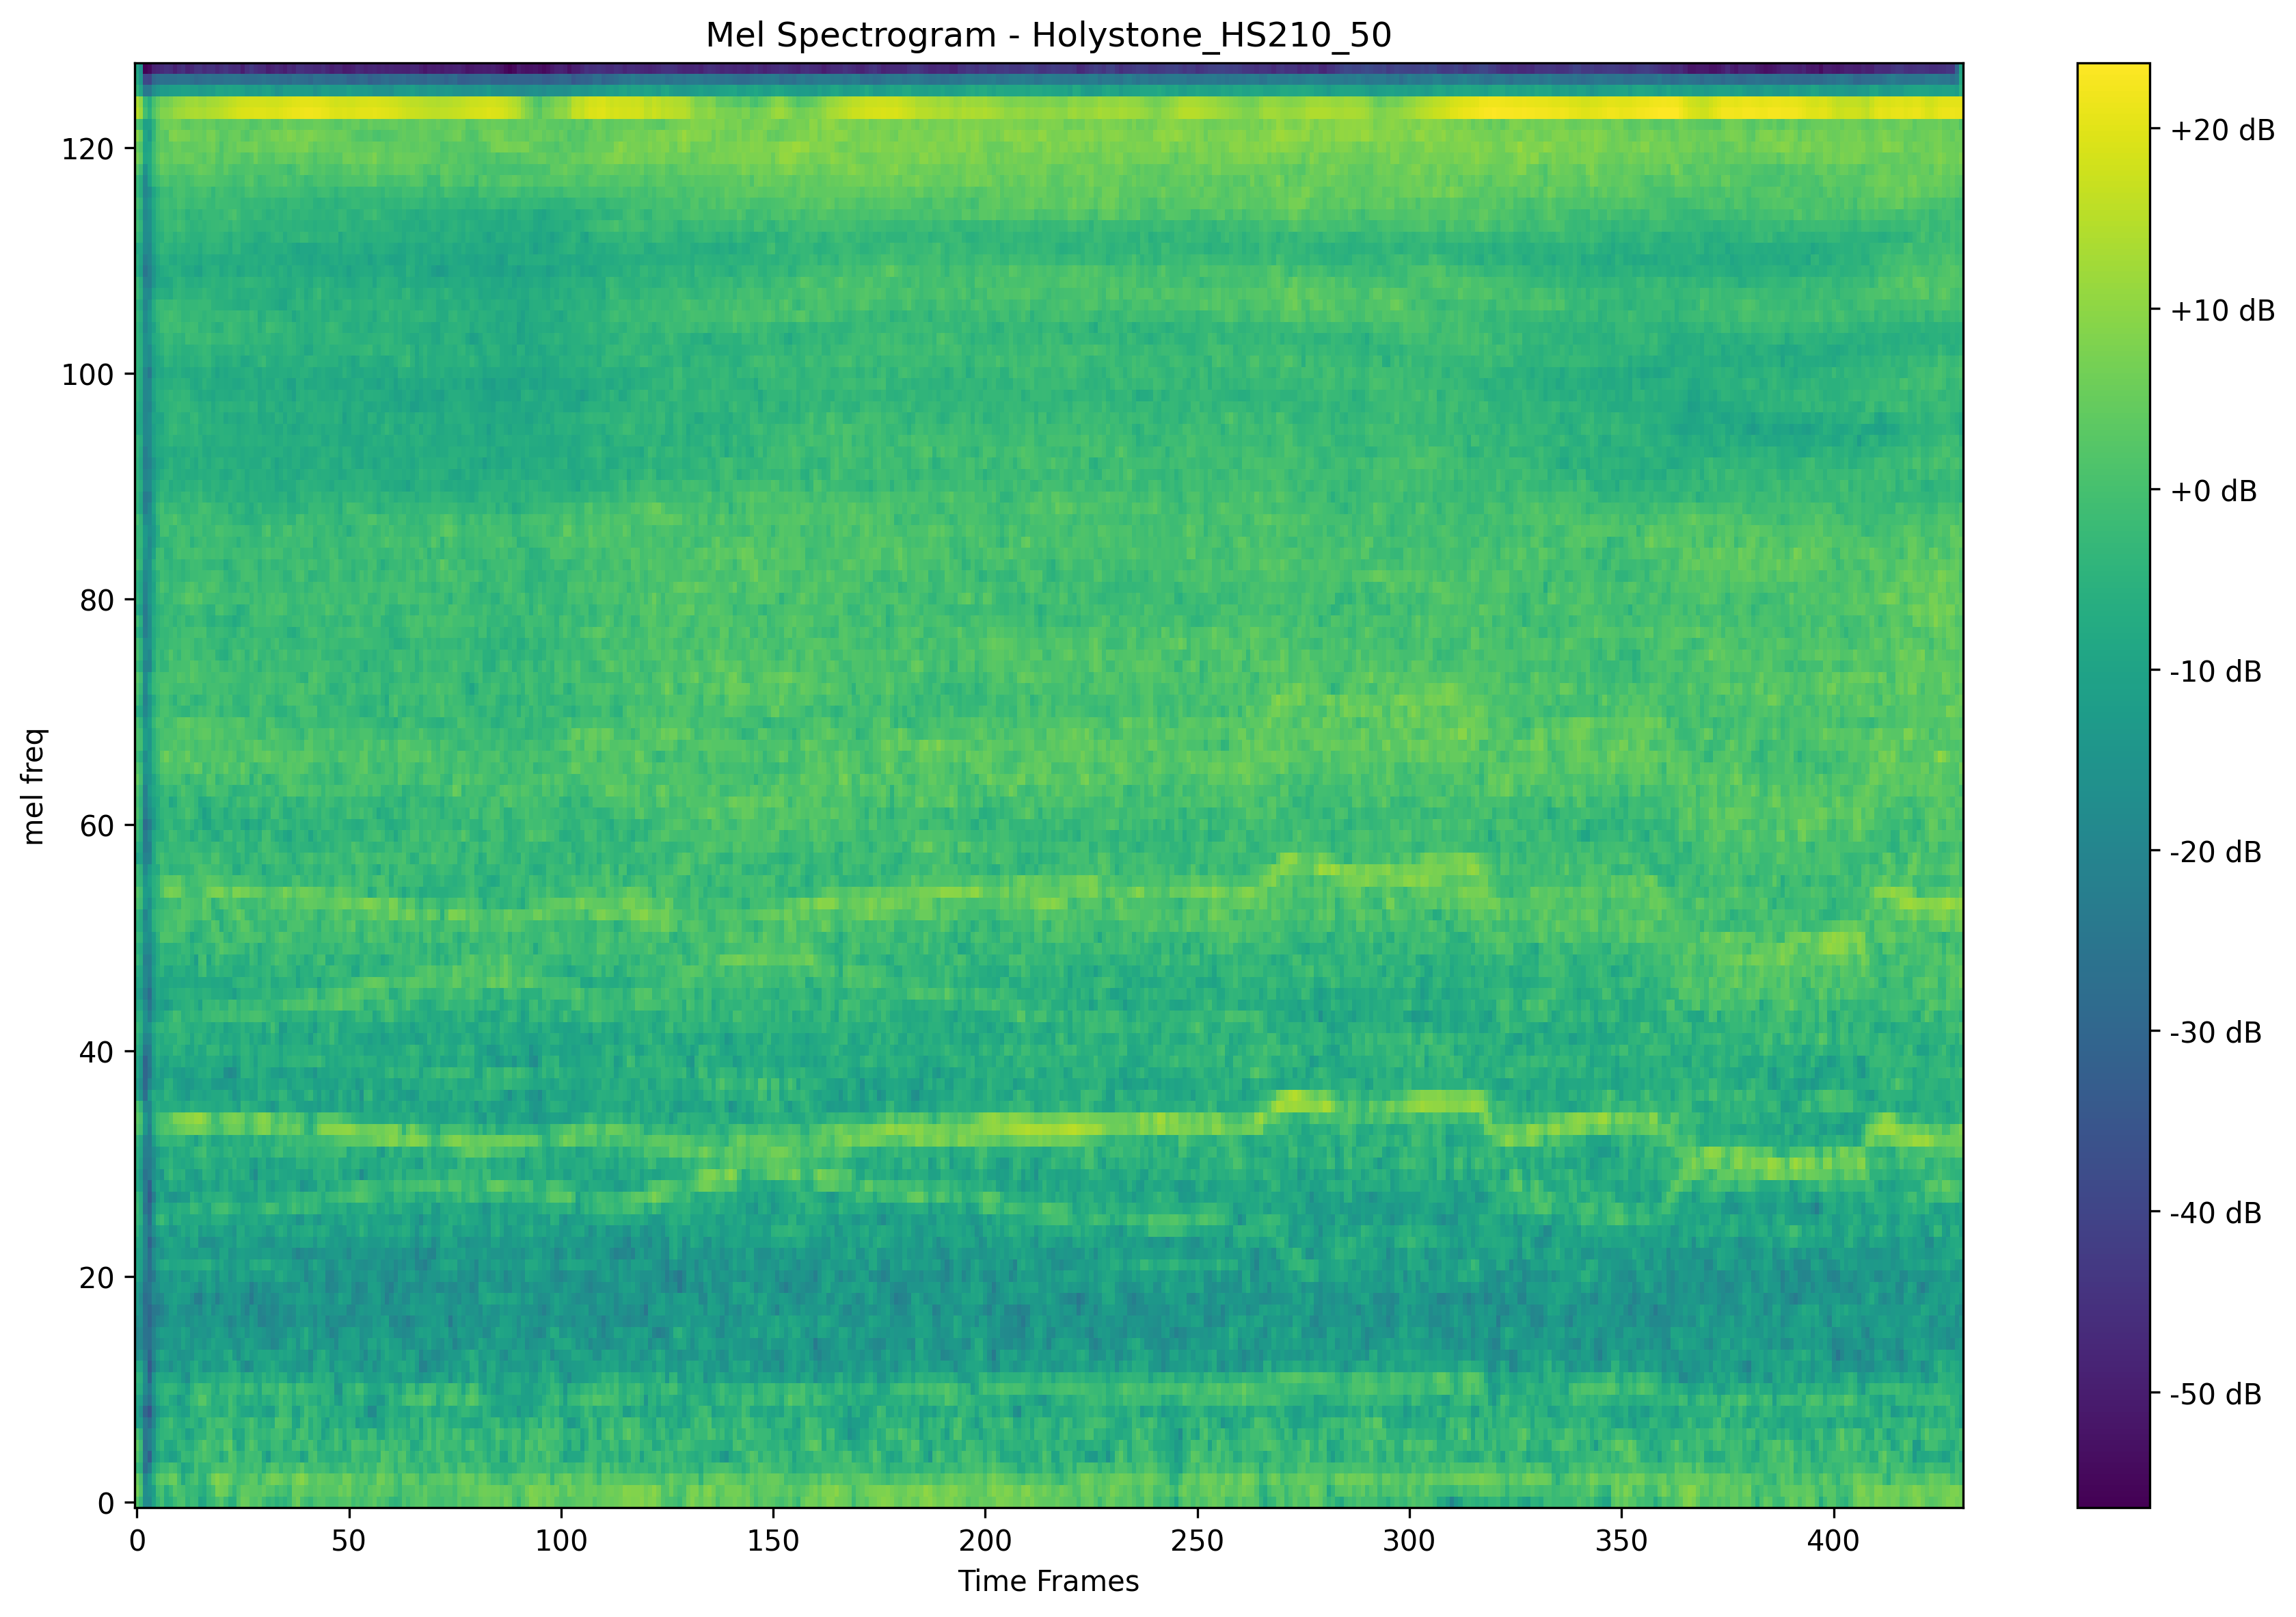 Mel Spectrogram - Holystone_HS210_50
mel freq
120
100
80
60
40
20
0
0 50 100 150 200 250 300 350 400
Time Frames
+20 dB
+10 dB
+0 dB
-10 dB
-20 dB
-30 dB
-40 dB
-50 dB